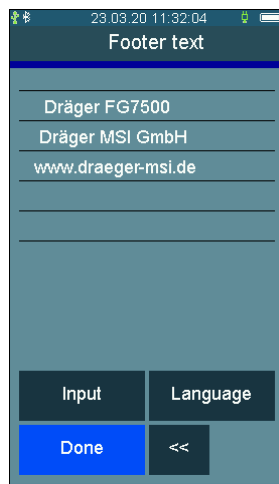 23.03.20 11:32:04
Footer text
Dräger FG7500
Dräger MSI GmbH
www.draeger-msi.de
Input
Language
Done
<<